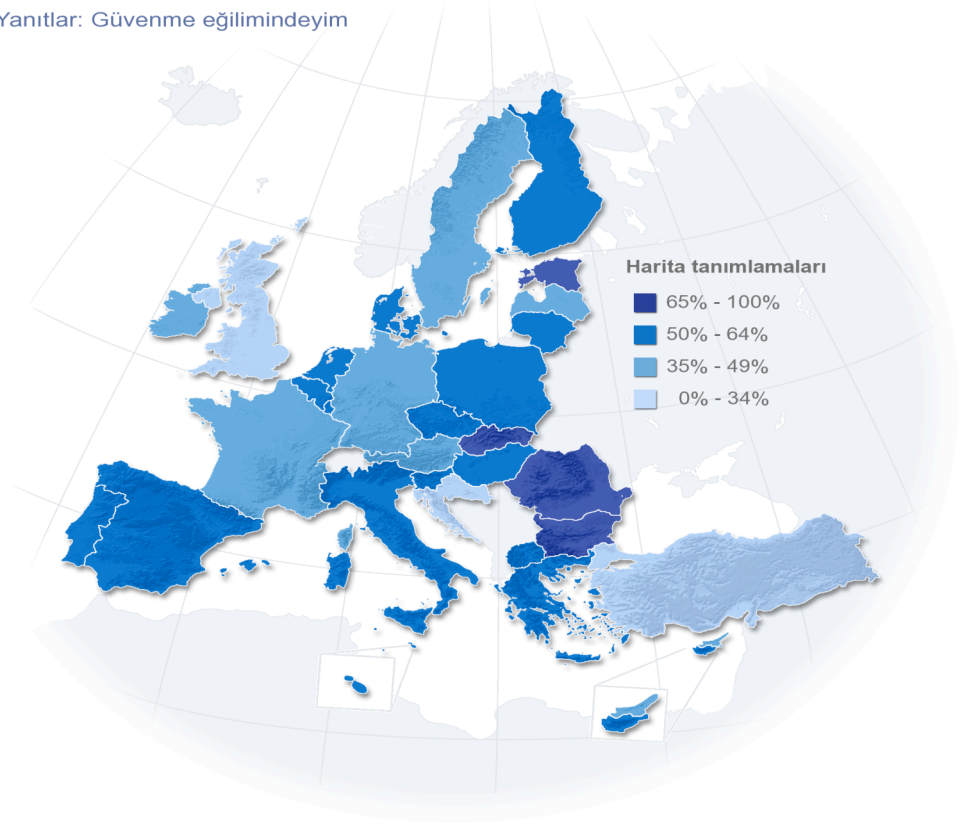 Yanıtlar: Güvenme eğilimindeyim
Harita tanımlamaları
65% - 100%
50% - 64%
35% - 49%
0% - 34%